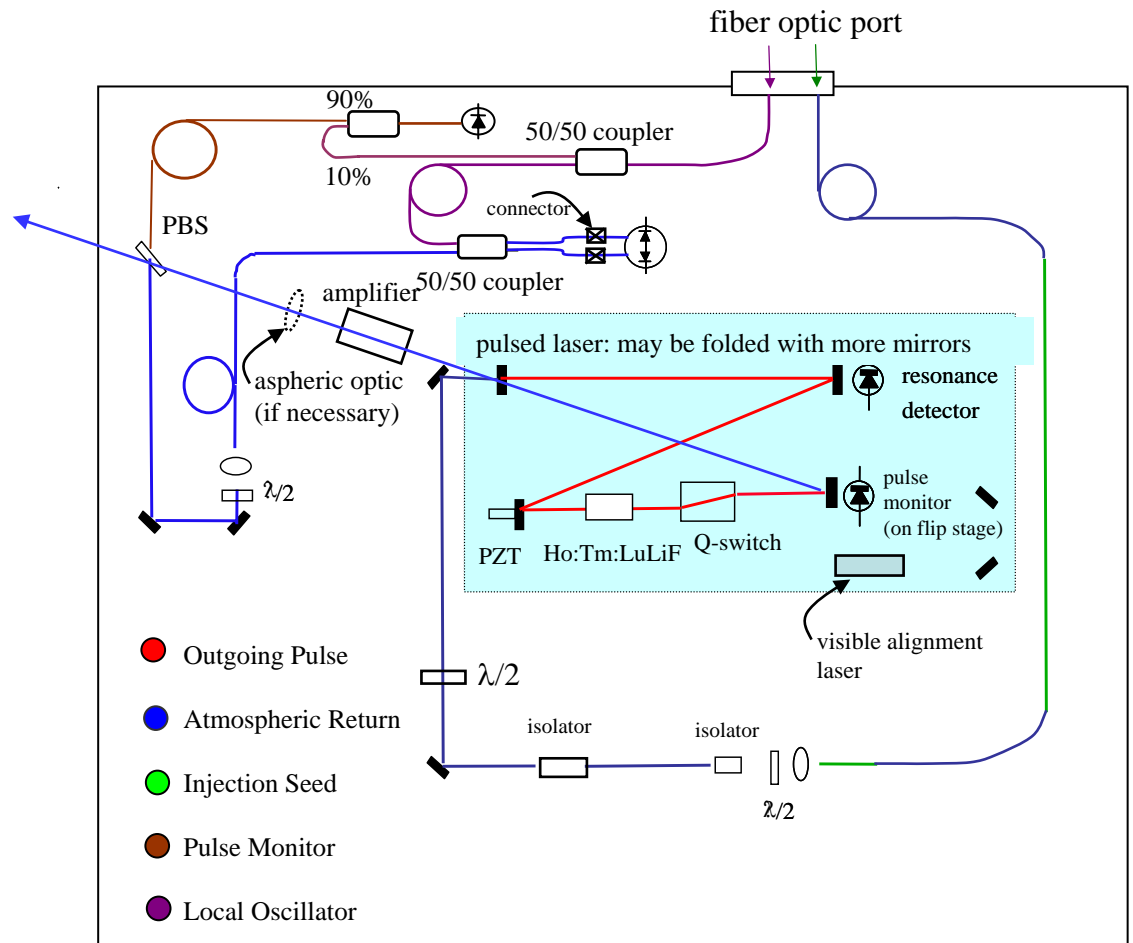 fiber optic port
90%
50/50 coupler
10%
connector
PBS
50/50 coupler
amplifier
pulsed laser: may be folded with more mirrors
resonance
detector
aspheric optic
(if necessary)
λ/2
pulse
monitor
(on flip stage)
PZT
Ho:Tm:LuLiF
Q-switch
visible alignment
laser
Outgoing Pulse
λ/2
Atmospheric Return
isolator
isolator
Injection Seed
λ/2
Pulse Monitor
Local Oscillator